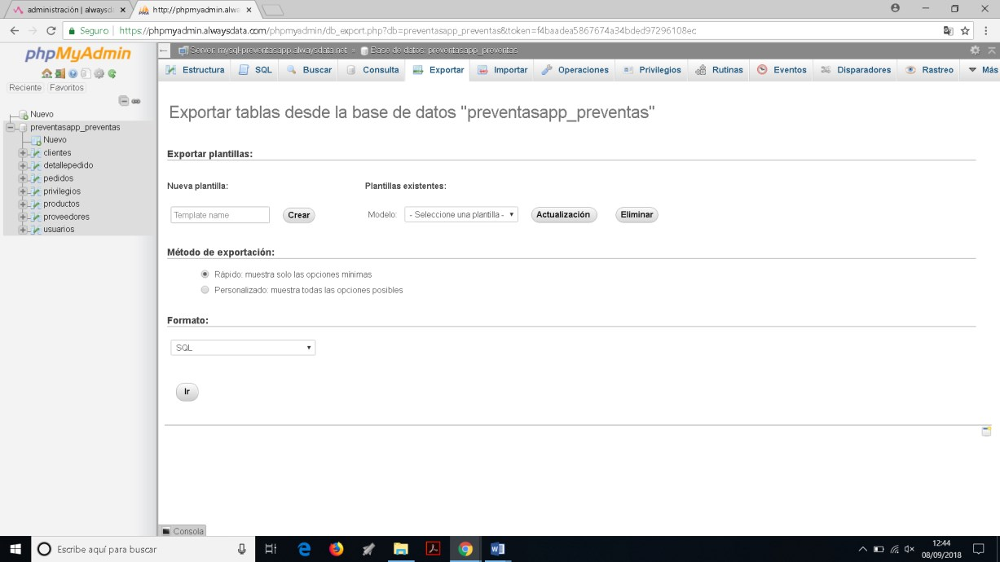 administración | alwaysd
http://phpmyadmin.alwa
Seguro | https://phpmyadmin.alwaysdata.com/phpmyadmin/db_export.php?db=preventasapp_preventas&token=f4baadea5867674a34bded97296108ec
phpMyAdmin
Reciente Favoritos
Nuevo
preventasapp_preventas
Nuevo
clientes
detallepedido
pedidos
privilegios
productos
proveedores
usuarios
Server: mysql-preventasapp.alwaysdata.net » Base de datos: preventasapp_preventas
Estructura SQL Buscar Consulta Exportar Importar Operaciones Privilegios Rutinas Eventos Disparadores Rastreo Más
Exportar tablas desde la base de datos "preventasapp_preventas"
Exportar plantillas:
Nueva plantilla: Plantillas existentes:
Template name Crear Modelo: - Seleccione una plantilla - Actualización Eliminar
Método de exportación:
Rápido: muestra solo las opciones mínimas
Personalizado: muestra todas las opciones posibles
Formato:
SQL
Ir
Consola
Escribe aquí para buscar
12:44
08/09/2018